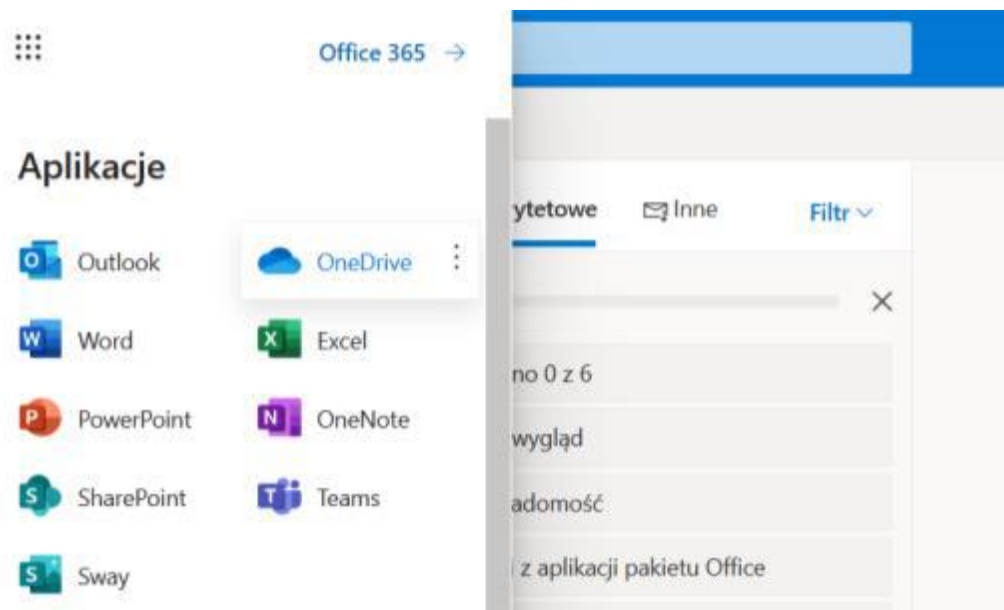 Office 365 →
Aplikacje
Outlook
OneDrive
Word
Excel
PowerPoint
OneNote
SharePoint
Teams
Sway
ytetowe
Inne
Filtr
no 0 z 6
wygląd
adomość
i z aplikacji pakietu Office